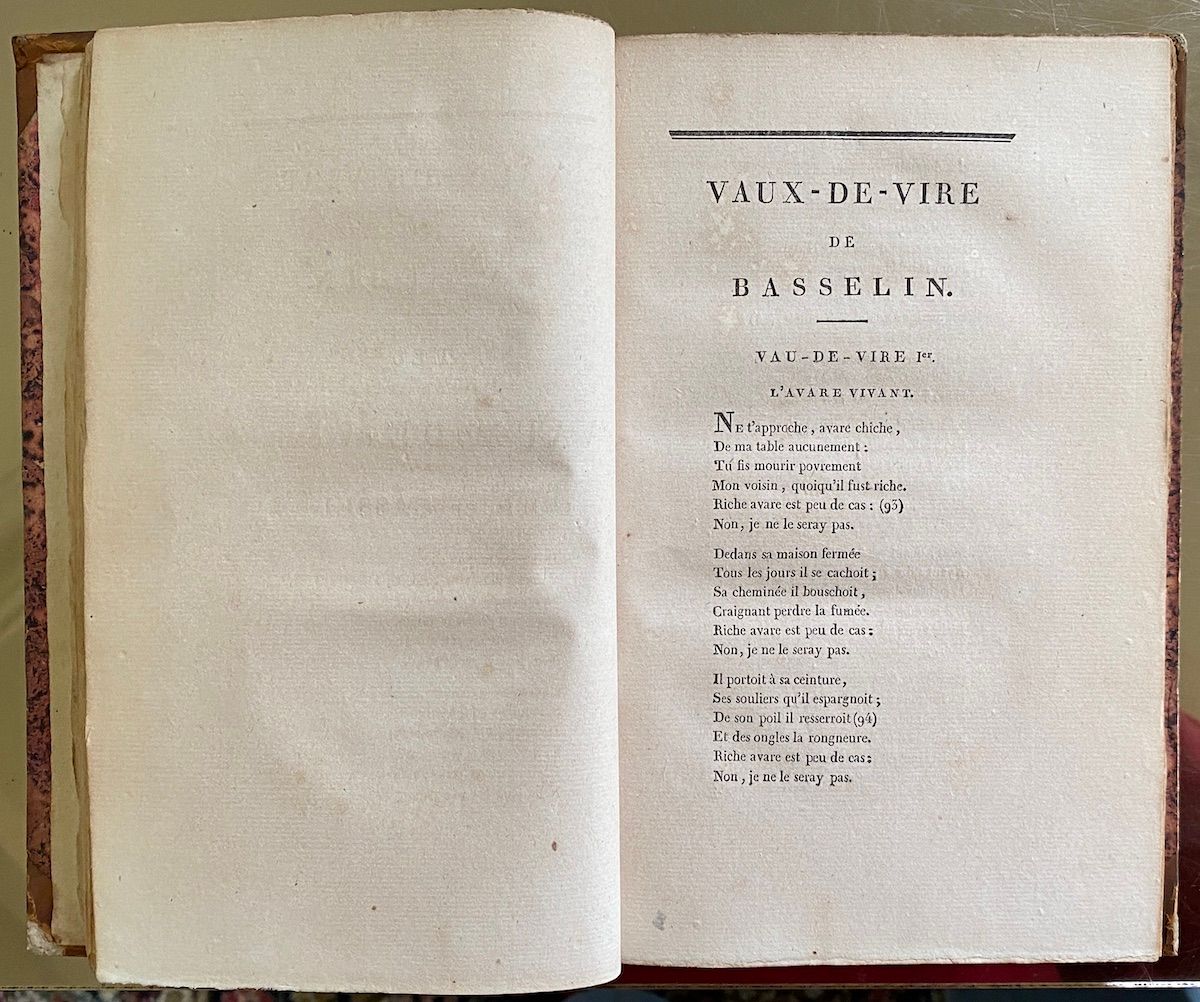 VAUX-DE-VIRE
DE
BASSELIN.
VAU-DE-VIRE Ier.
L'AVARE VIVANT.
NE t'approche, avare chiche,
De ma table aucunement :
Tu fis mourir povrement
Mon voisin, quoiqu'il fust riche.
Riche avare est peu de cas : (93)
Non, je ne le seray pas.
Dedans sa maison fermée
Tous les jours il se cachoit ;
Sa cheminée il bouschoit,
Craignant perdre la fumée.
Riche avare est peu de cas :
Non, je ne le seray pas.
Il portoit à sa ceinture,
Ses souliers qu'il espargnoit ;
De son poil il resserroit (94)
Et des ongles la rongneure.
Riche avare est peu de cas :
Non, je ne le seray pas.